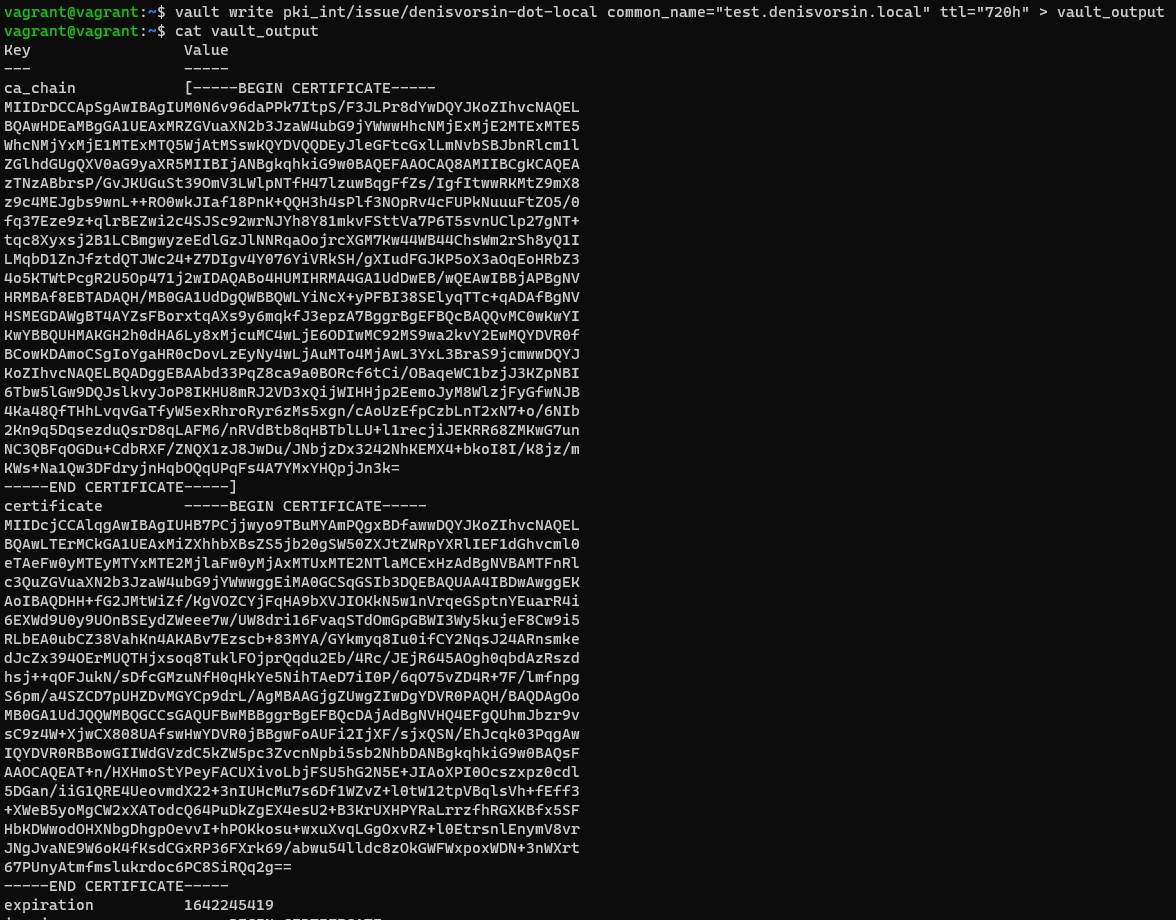 vagrant@vagrant:~$ vault write pki_int/issue/denisvorsin-dot-local common_name="test.denisvorsin.local" ttl="720h" > vault_output
vagrant@vagrant:~$ cat vault_output
Key                 Value
---                 -----
ca_chain            [-----BEGIN CERTIFICATE-----
MIIDrDCCApSgAwIBAgIUM0N6v96daPPk7ItpS/F3JLPr8dYwDQYJKoZIhvcNAQEL
BQAwHDEaMBgGA1UEAxMRZGVuaXN2b3JzaW4ubG9jYWwwHhcNMjExMjE2MTExMTE5
WhcNMjYxMjE1MTExMTQ5WjAtMSswKQYDVQQDEyJleGFtcGxlLmNvbSBJbnRlcm1l
ZGlhdGUgQXV0aG9yaXR5MIIBIjANBgkqhkiG9w0BAQEFAAOCAQ8AMIIBCgKCAQEA
zTNzABbrsP/GvJKUGuSt39OmV3LWlpNTfH47lzuwBqgFfZs/IgfItwwRKMtZ9mX8
z9c4MEJgbs9wnL++RO0wkJIaf18PnK+QQH3h4sPlf3NOpRv4cFUPkNuuuFtZO5/0
fq37Eze9z+qlrBEZwi2c4SJSc92wrNJYh8Y81mkvFSttVa7P6T5svnUClp27gNT+
tqc8Xyxsj2B1LCBmgwyzeEdlGzJlNNRqaOojrcXGM7Kw44WB44ChsWm2rSh8yQ1I
LMqbD1ZnJfztdQTJWc24+Z7DIgv4Y076YiVRkSH/gXIudFGJKP5oX3aOqEoHRbZ3
4o5KTWtPcgR2U5Op471j2wIDAQABo4HUMIHRMA4GA1UdDwEB/wQEAwIBBjAPBgNV
HRMBAf8EBTADAQH/MB0GA1UdDgQWBBQWLYiNcX+yPFBI38SElyqTTc+qADAfBgNV
HSMEGDAWgBT4AYZsFBorxtqAXs9y6mqkfJ3epzA7BggrBgEFBQcBAQQvMC0wKwYI
KwYBBQUHMAKGH2h0dHA6Ly8xMjcuMC4wLjE6ODIwMC92MS9wa2kvY2EwMQYDVR0f
BCowKDAmoCSgIoYgaHR0cDovLzEyNy4wLjAuMTo4MjAwL3YxL3BraS9jcmwwDQYJ
KoZIhvcNAQELBQADggEBAAbd33PqZ8ca9a0BORcf6tCi/OBaqeWC1bzjJ3KZpNBI
6Tbw5lGw9DQJslkvyJoP8IKHU8mRJ2VD3xQijWIHHjp2EemoJyM8WlzjFyGfwNJB
4Ka48QfTHhLvqvGaTfyW5exRhroRyr6zMs5xgn/cAoUzEfpCzbLnT2xN7+o/6NIb
2Kn9q5DqsezduQsrD8qLAFM6/nRVdBtb8qHBTblLU+l1recjiJEKRR68ZMKwG7un
NC3QBFqOGDu+CdbRXF/ZNQX1zJ8JwDu/JNbjzDx3242NhKEMX4+bkoI8I/K8jz/m
KWs+Na1Qw3DFdryjnHqbOQqUPqFs4A7YMxYHQpjJn3k=
-----END CERTIFICATE-----]
certificate         -----BEGIN CERTIFICATE-----
MIIDcjCCAlqgAwIBAgIUHB7PCjjwyo9TBuMYAmPQgxBDfawwDQYJKoZIhvcNAQEL
BQAwLTErMCkGA1UEAxMiZXhhbXBsZS5jb20gSW50ZXJtZWRpYXRlIEF1dGhvcml0
eTAeFw0yMTEyMTYxMTE2MjlaFw0yMjAxMTUxMTE2NTlaMCExHzAdBgNVBAMTFnRl
c3QuZGVuaXN2b3JzaW4ubG9jYWwwggEiMA0GCSqGSIb3DQEBAQUAA4IBDwAwggEK
AoIBAQDHH+fG2JMtWiZf/KgVOZCYjFqHA9bXVJIOKkN5w1nVrqeGSptnYEuarR4i
6EXWd9U0y9UOnBSEydZWeee7w/UW8dri16FvaqSTdOmGpGBWI3Wy5kujeF8Cw9i5
RLbEA0ubCZ38VahKn4AKABv7Ezscb+83MYA/GYkmyq8Iu0ifCY2NqsJ24ARnsmke
dJcZx394OErMUQTHjxsoq8TuklFOjprQqdu2Eb/4Rc/JEjR645AOgh0qbdAzRszd
hsj++qOFJukN/sDfcGMzuNfH0qHkYe5NihTAeD7iI0P/6qO75vZD4R+7F/lmfnpg
S6pm/a4SZCD7pUHZDvMGYCp9drL/AgMBAAGjgZUwgZIwDgYDVR0PAQH/BAQDAgOo
MB0GA1UdJQQWMBQGCCsGAQUFBwMBBggrBgEFBQcDAjAdBgNVHQ4EFgQUhmJbzr9v
sC9z4W+XjwCX808UAfswHwYDVR0jBBgwFoAUFi2IjXF/sjxQSN/EhJcqk03PqgAw
IQYDVR0RBBowGIIWdGVzdC5kZW5pc3ZvcnNpbi5sb2NhbDANBgkqhkiG9w0BAQsF
AAOCAQEAT+n/HXHmoStYPeyFACUXivoLbjFSU5hG2N5E+JIAoXPI0Ocszxpz0cdl
5DGan/iiG1QRE4UeovmdX22+3nIUHcMu7s6Df1WZvZ+l0tW12tpVBqlsVh+fEff3
+XWeB5yoMgCW2xXATodcQ64PuDkZgEX4esU2+B3KrUXHPYRaLrrzfhRGXKBfx5SF
HbKDWwodOHXNbgDhgpOevvI+hPOKkosu+wxuXvqLGgOxvRZ+l0EtrsnlEnymV8vr
JNgJvaNE9W6oK4fKsdCGxRP36FXrk69/abwu54lldc8zOkGWFWxpoxWDN+3nWXrt
67PUnyAtmfmslukrdoc6PC8SiRQq2g==
-----END CERTIFICATE-----
expiration          1642245419